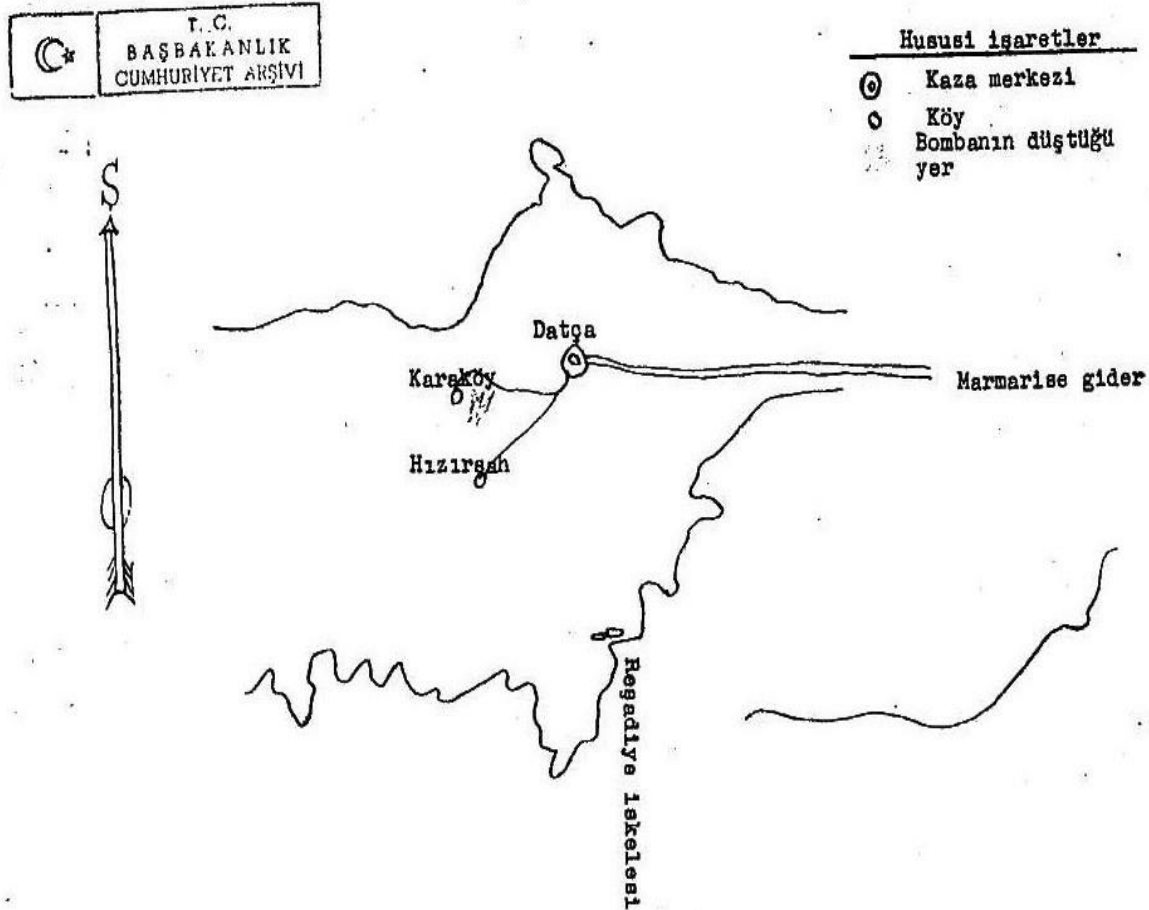 T. C.
BAŞBAKANLIK
CUMHURİYET ARŞİVİ
Hususi işaretler
Kaza merkezi
Köy
Bombanın düştüğü
yer
Ş
Datça
Karaköy
Marmarise gider
Hızırşah
Reşadiye iskelesi